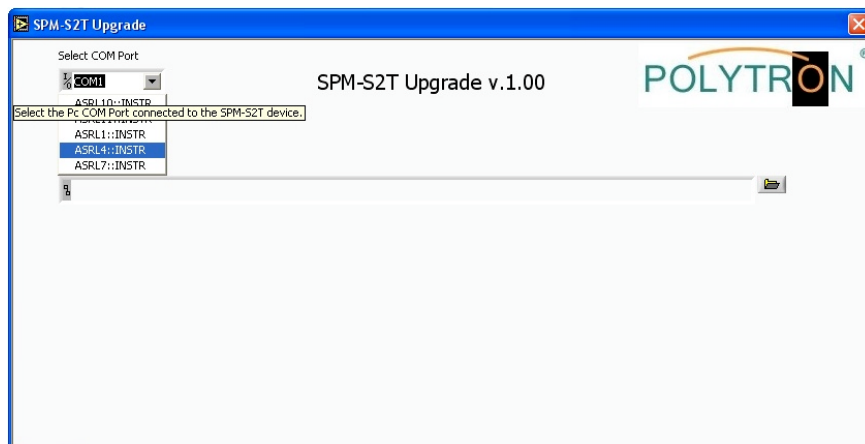 SPM-S2T Upgrade
Select COM Port
COM1
SPM-S2T Upgrade v.1.00
POLYTRON®
ASRL10::INSTR
Select the Pc COM Port connected to the SPM-S2T device.
ASRL1::INSTR
ASRL4::INSTR
ASRL7::INSTR